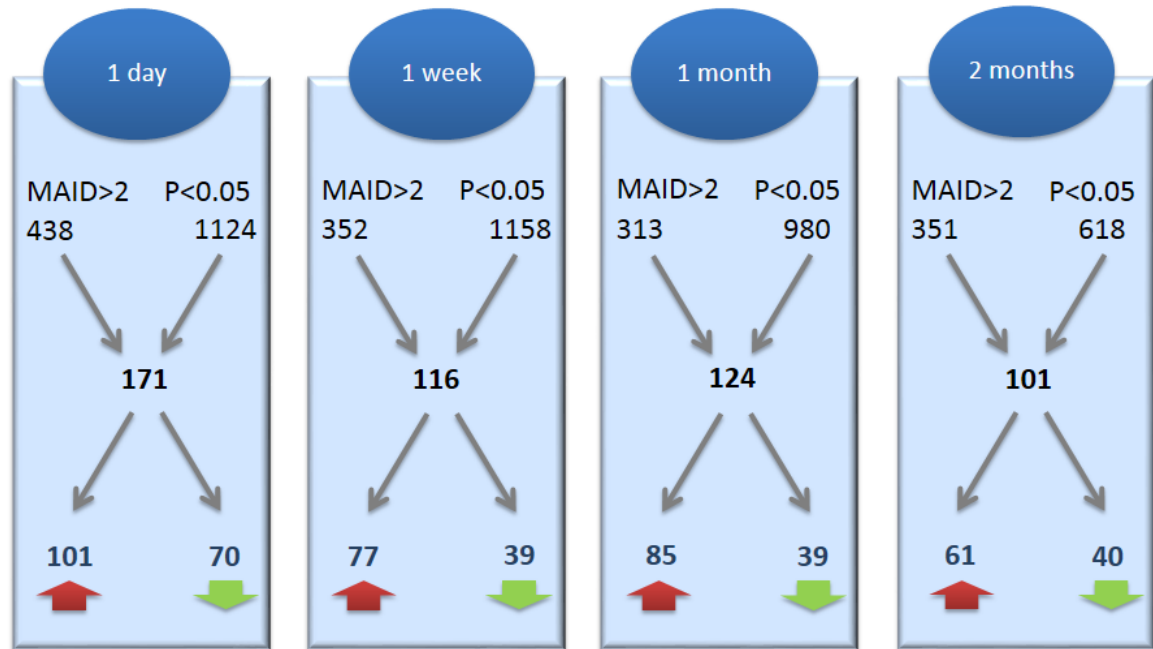 1 day
MAID>2 P<0.05
438 1124
171
101 70
1 week
MAID>2 P<0.05
352 1158
116
77 39
1 month
MAID>2 P<0.05
313 980
124
85 39
2 months
MAID>2 P<0.05
351 618
101
61 40